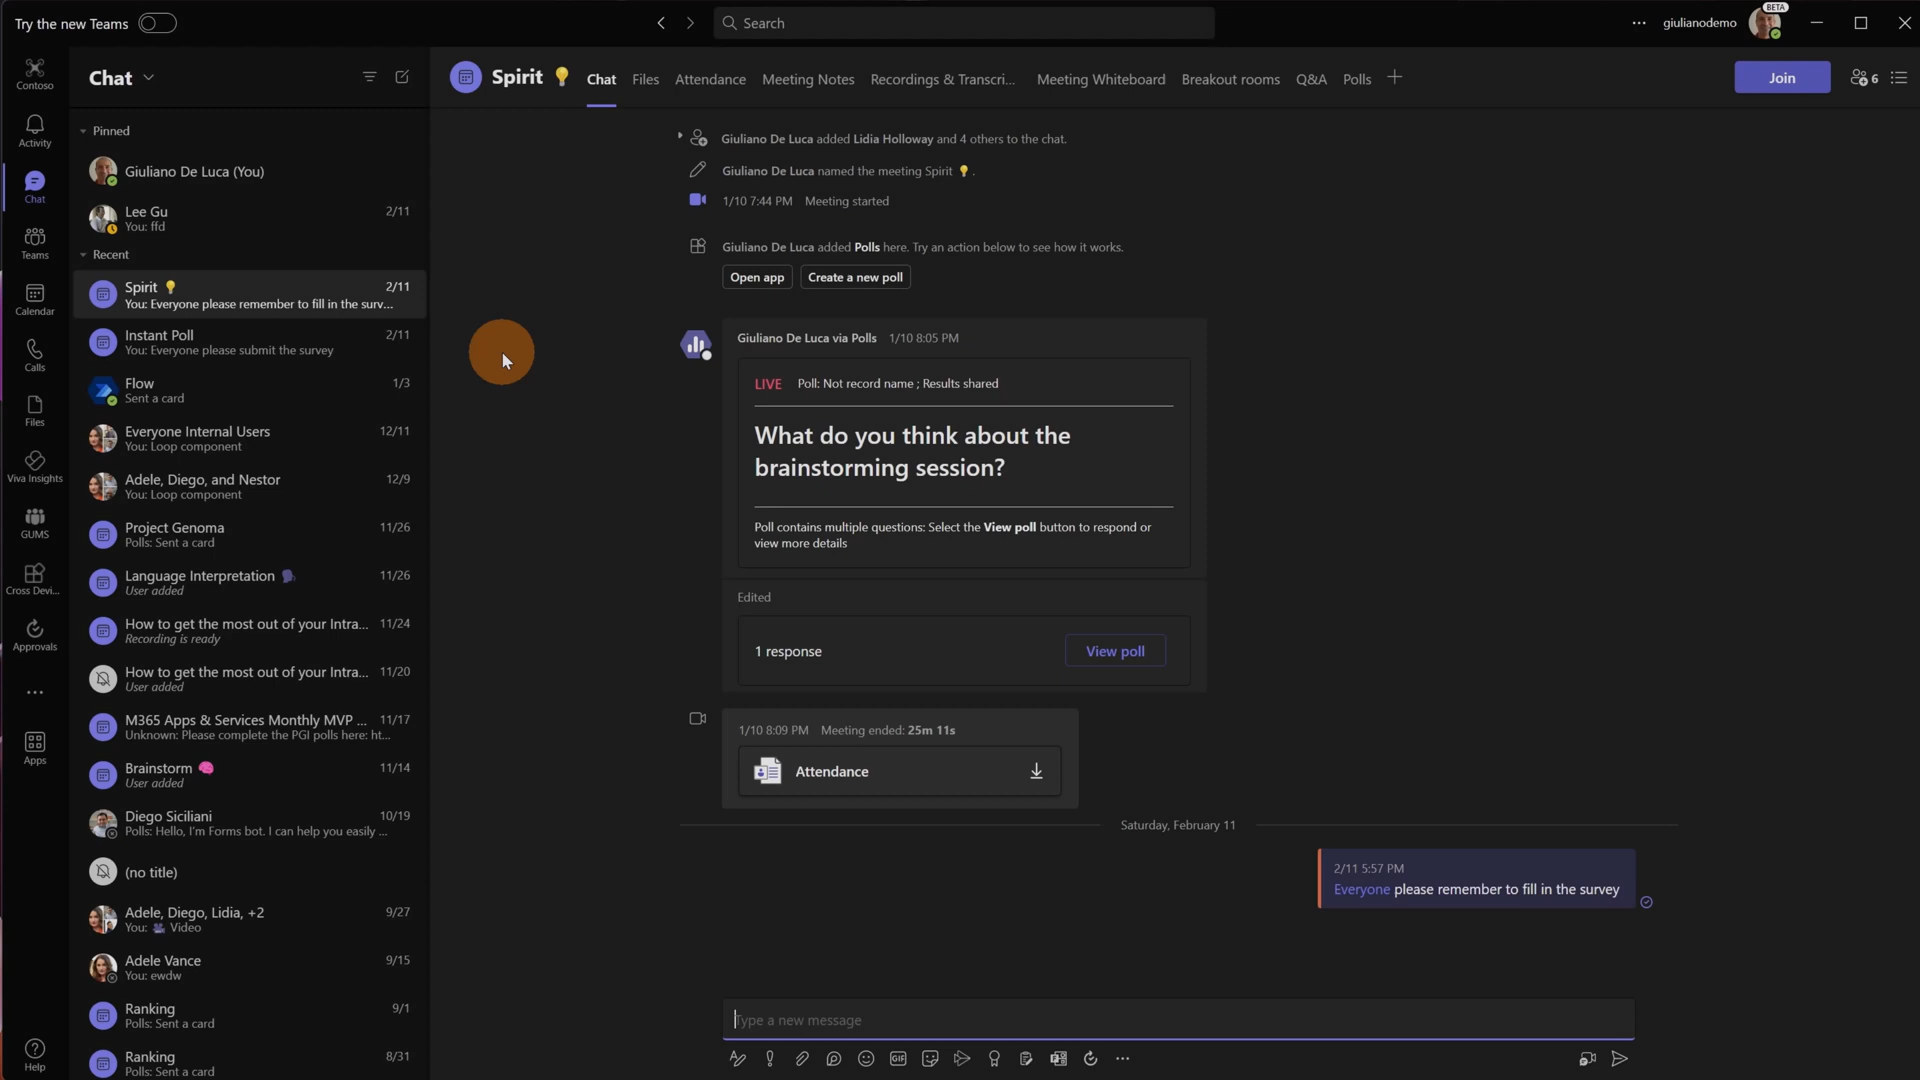 Try the new Teams
Search
giulianodemo
BETA
Contoso
Activity
Chat
Teams
Calendar
Calls
Files
Viva Insights
GUMS
Cross Devi...
Approvals
Apps
Help
Chat
Pinned
Giuliano De Luca (You)
Lee Gu 2/11
You: ffd
Recent
Spirit 💡 2/11
You: Everyone please remember to fill in the surv...
Instant Poll 2/11
You: Everyone please submit the survey
Flow 1/3
Sent a card
Everyone Internal Users 12/11
You: Loop component
Adele, Diego, and Nestor 12/9
You: Loop component
Project Genoma 11/26
Polls: Sent a card
Language Interpretation 🗣 11/26
User added
How to get the most out of your Intra... 11/24
Recording is ready
How to get the most out of your Intra... 11/20
User added
M365 Apps & Services Monthly MVP ... 11/17
Unknown: Please complete the PGI polls here: ht...
Brainstorm 🧠 11/14
User added
Diego Siciliani 10/19
Polls: Hello, I'm Forms bot. I can help you easily ...
(no title)
Adele, Diego, Lidia, +2 9/27
You: Video
Adele Vance 9/15
You: ewdw
Ranking 9/1
Polls: Sent a card
Ranking 8/31
Polls: Sent a card
Spirit 💡 Chat Files Attendance Meeting Notes Recordings & Transcri... Meeting Whiteboard Breakout rooms Q&A Polls
Join
6
Giuliano De Luca added Lidia Holloway and 4 others to the chat.
Giuliano De Luca named the meeting Spirit 💡.
1/10 7:44 PM Meeting started
Giuliano De Luca added Polls here. Try an action below to see how it works.
Open app Create a new poll
Giuliano De Luca via Polls 1/10 8:05 PM
LIVE Poll: Not record name ; Results shared
What do you think about the
brainstorming session?
Poll contains multiple questions: Select the View poll button to respond or
view more details
Edited
1 response View poll
1/10 8:09 PM Meeting ended: 25m 11s
Attendance
Saturday, February 11
2/11 5:57 PM
Everyone please remember to fill in the survey
Type a new message
GIF